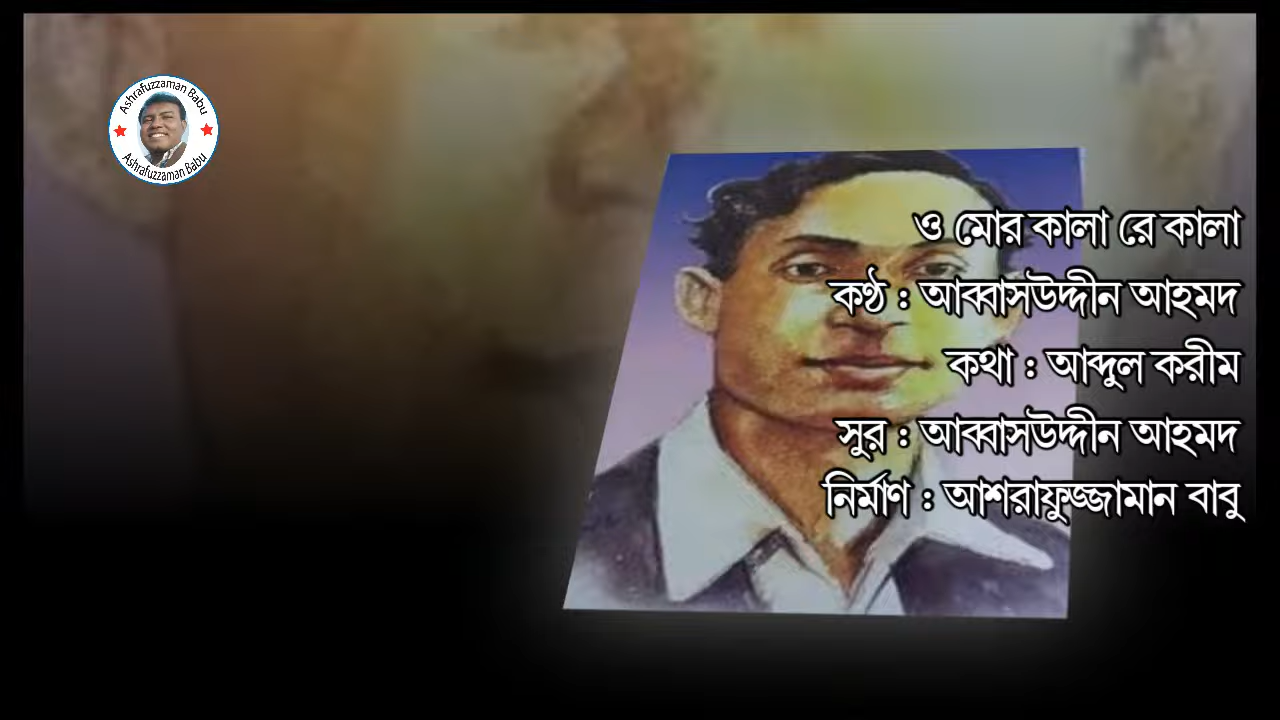 Ashrafuzzaman Babu
Ashrafuzzaman Babu
ও মোর কালা রে কালা
কণ্ঠ : আব্বাসউদ্দীন আহমদ
কথা : আব্দুল করীম
সুর : আব্বাসউদ্দীন আহমদ
নির্মাণ : আশরাফুজ্জামান বাবু